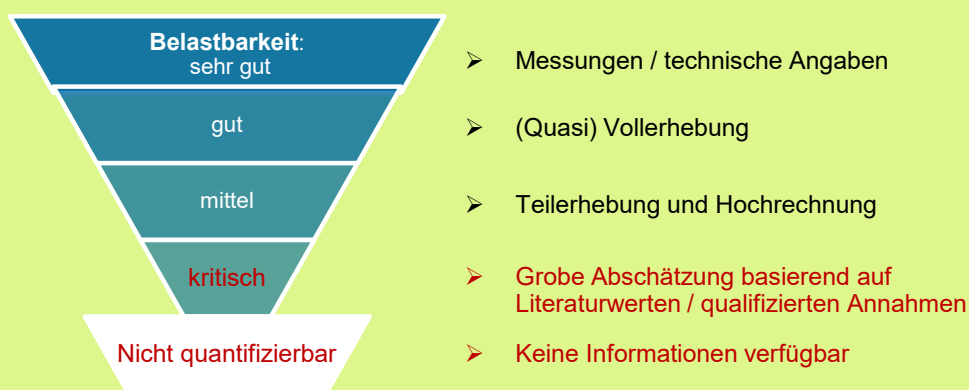 Belastbarkeit:
sehr gut
➢ Messungen / technische Angaben
gut
➢ (Quasi) Vollerhebung
mittel
➢ Teilerhebung und Hochrechnung
kritisch
➢ Grobe Abschätzung basierend auf
Literaturwerten / qualifizierten Annahmen
Nicht quantifizierbar
➢ Keine Informationen verfügbar